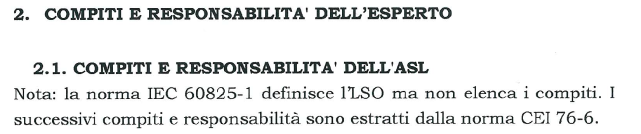 2. COMPITI E RESPONSABILITA' DELL'ESPERTO
2.1. COMPITI E RESPONSABILITA' DELL'ASL
Nota: la norma IEC 60825-1 definisce l'LSO ma non elenca i compiti. I
successivi compiti e responsabilità sono estratti dalla norma CEI 76-6.